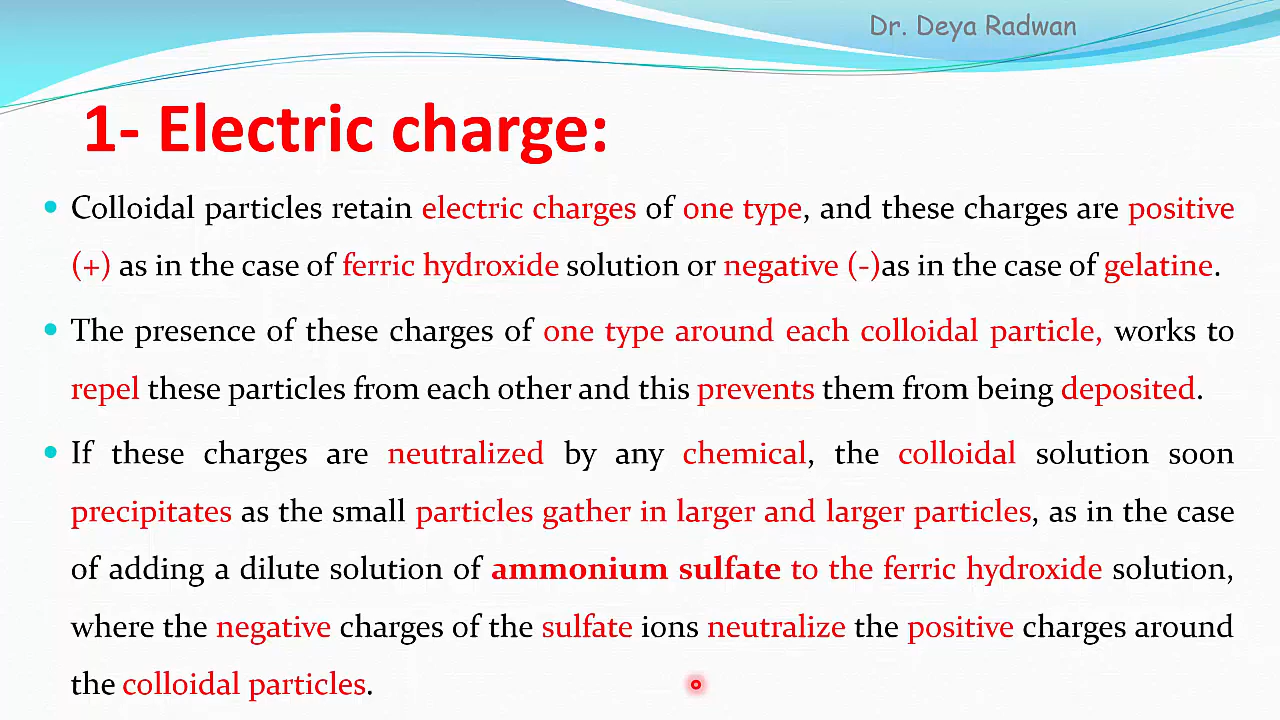 Dr. Deya Radwan
1- Electric charge:
• Colloidal particles retain electric charges of one type, and these charges are positive
(+) as in the case of ferric hydroxide solution or negative (-)as in the case of gelatine.
• The presence of these charges of one type around each colloidal particle, works to
repel these particles from each other and this prevents them from being deposited.
• If these charges are neutralized by any chemical, the colloidal solution soon
precipitates as the small particles gather in larger and larger particles, as in the case
of adding a dilute solution of ammonium sulfate to the ferric hydroxide solution,
where the negative charges of the sulfate ions neutralize the positive charges around
the colloidal particles.